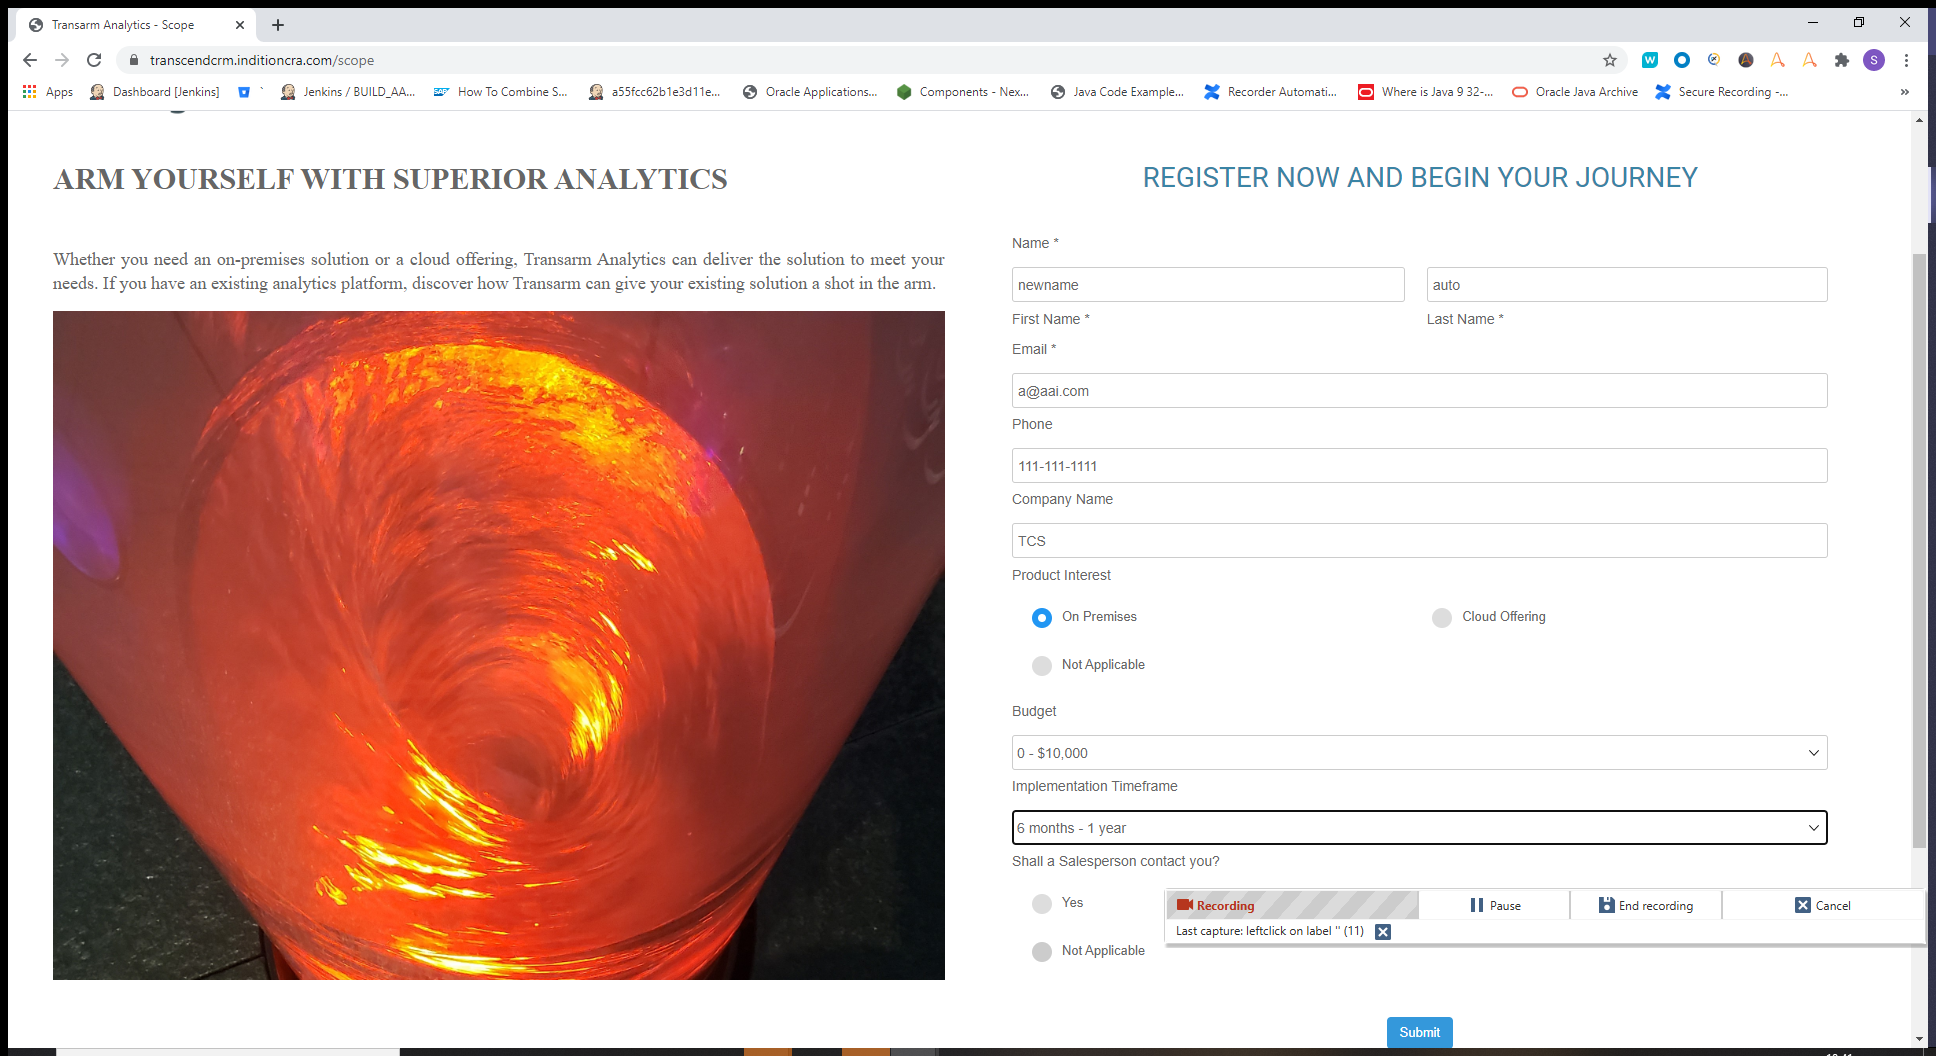 Transarm Analytics - Scope
transcendcrm.inditioncra.com/scope
W
S
Apps
Dashboard [Jenkins]
Jenkins / BUILD_AA...
SAP
How To Combine S...
a55fcc62b1e3d11e...
Oracle Applications...
Components - Nex...
Java Code Example...
Recorder Automati...
Where is Java 9 32-...
Oracle Java Archive
Secure Recording -...
»
ARM YOURSELF WITH SUPERIOR ANALYTICS
Whether you need an on-premises solution or a cloud offering, Transarm Analytics can deliver the solution to meet your
needs. If you have an existing analytics platform, discover how Transarm can give your existing solution a shot in the arm.
REGISTER NOW AND BEGIN YOUR JOURNEY
Name *
newname
auto
First Name *
Last Name *
Email *
a@aai.com
Phone
111-111-1111
Company Name
TCS
Product Interest
On Premises
Cloud Offering
Not Applicable
Budget
0 - $10,000
Implementation Timeframe
6 months - 1 year
Shall a Salesperson contact you?
Yes
Recording
Pause
End recording
Cancel
Last capture: leftclick on label '' (11)
Not Applicable
Submit